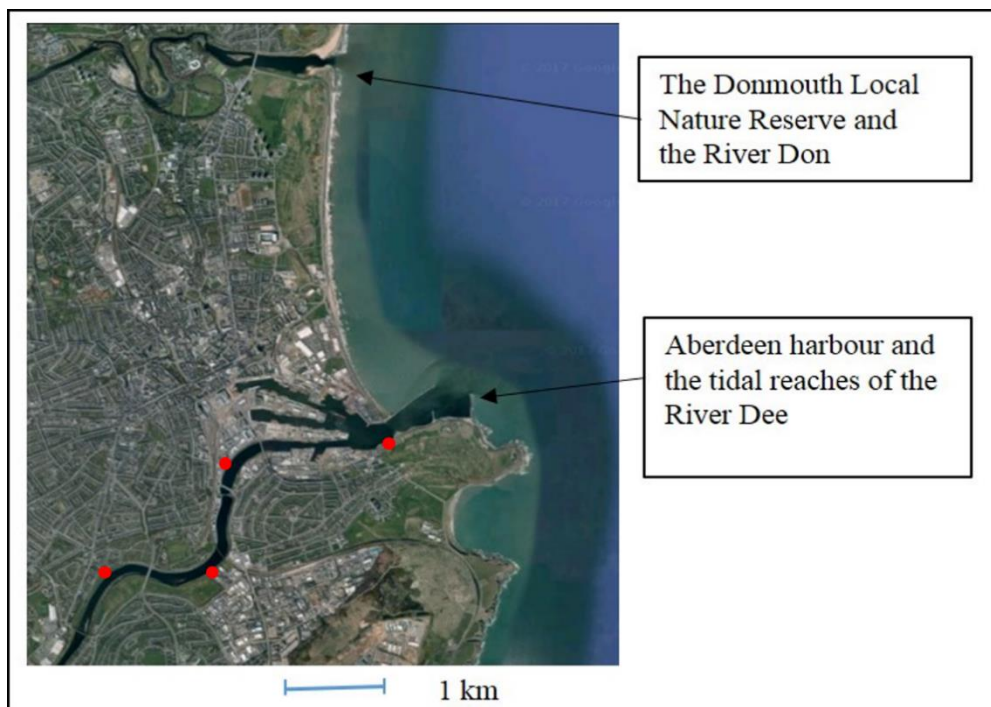 The Donmouth Local
Nature Reserve and
the River Don
Aberdeen harbour and
the tidal reaches of the
River Dee
1 km